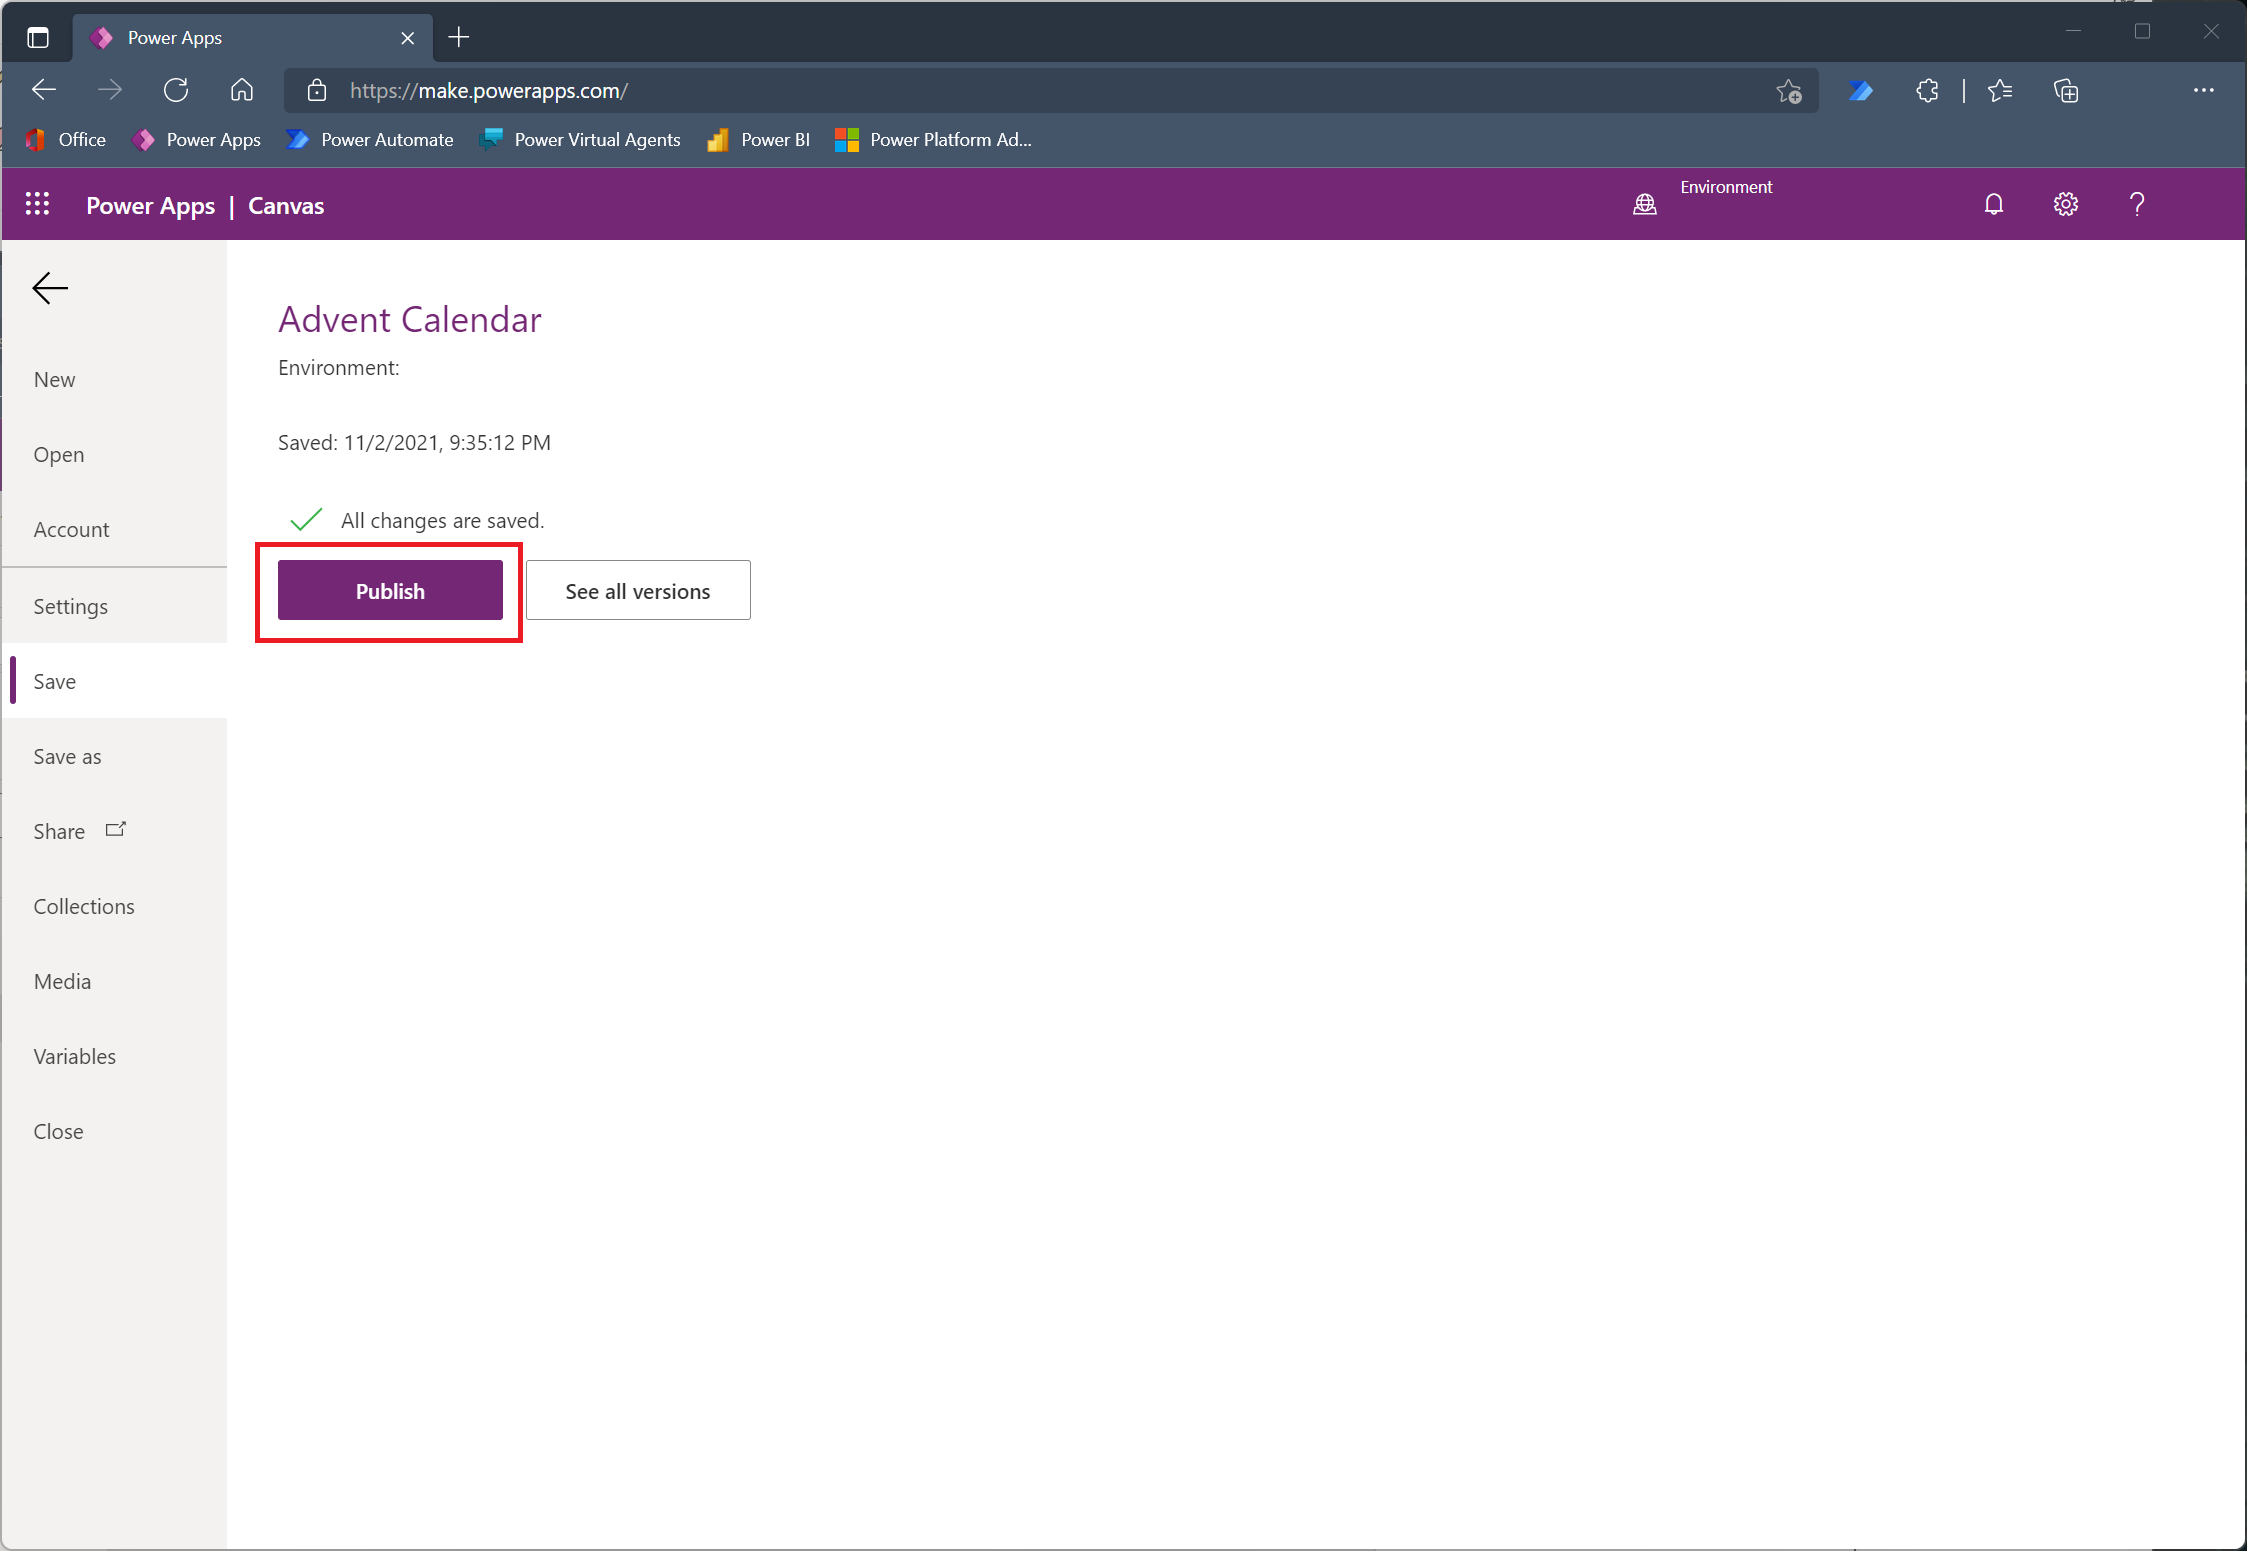 Power Apps
https://make.powerapps.com/
Office Power Apps Power Automate Power Virtual Agents Power BI Power Platform Ad...
Power Apps | Canvas
Environment
Advent Calendar
Environment:
Saved: 11/2/2021, 9:35:12 PM
All changes are saved.
Publish See all versions
New
Open
Account
Settings
Save
Save as
Share
Collections
Media
Variables
Close